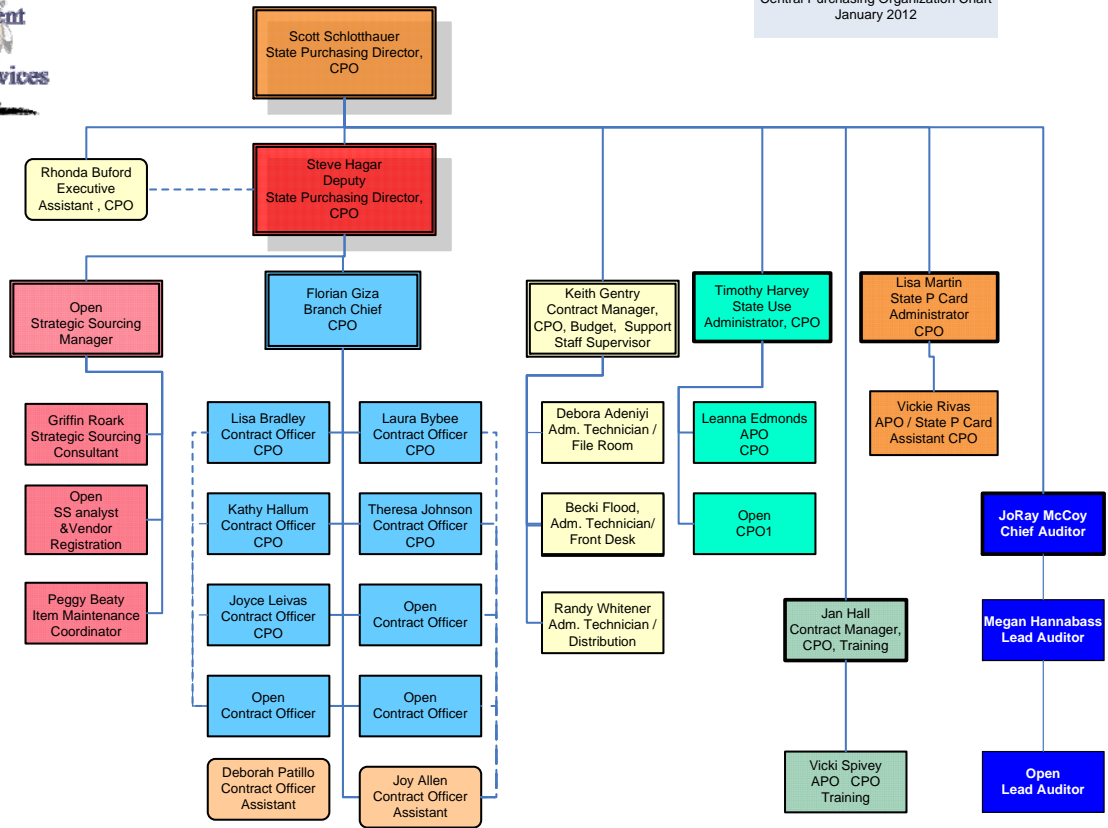 Central Purchasing Organization Chart
January 2012
Scott Schlotthauer
State Purchasing Director,
CPO
Rhonda Buford
Executive
Assistant , CPO
Steve Hagar
Deputy
State Purchasing Director,
CPO
Open
Strategic Sourcing
Manager
Florian Giza
Branch Chief
CPO
Keith Gentry
Contract Manager,
CPO, Budget, Support
Staff Supervisor
Timothy Harvey
State Use
Administrator, CPO
Lisa Martin
State P Card
Administrator
CPO
Griffin Roark
Strategic Sourcing
Consultant
Open
SS analyst
&Vendor
Registration
Peggy Beaty
Item Maintenance
Coordinator
Lisa Bradley
Contract Officer
CPO
Laura Bybee
Contract Officer
CPO
Kathy Hallum
Contract Officer
CPO
Theresa Johnson
Contract Officer
CPO
Joyce Leivas
Contract Officer
CPO
Open
Contract Officer
Open
Contract Officer
Open
Contract Officer
Deborah Patillo
Contract Officer
Assistant
Joy Allen
Contract Officer
Assistant
Debora Adeniyi
Adm. Technician /
File Room
Becki Flood,
Adm. Technician/
Front Desk
Randy Whitener
Adm. Technician /
Distribution
Leanna Edmonds
APO
CPO
Open
CPO1
Vickie Rivas
APO / State P Card
Assistant CPO
Jan Hall
Contract Manager,
CPO, Training
Vicki Spivey
APO CPO
Training
JoRay McCoy
Chief Auditor
Megan Hannabass
Lead Auditor
Open
Lead Auditor